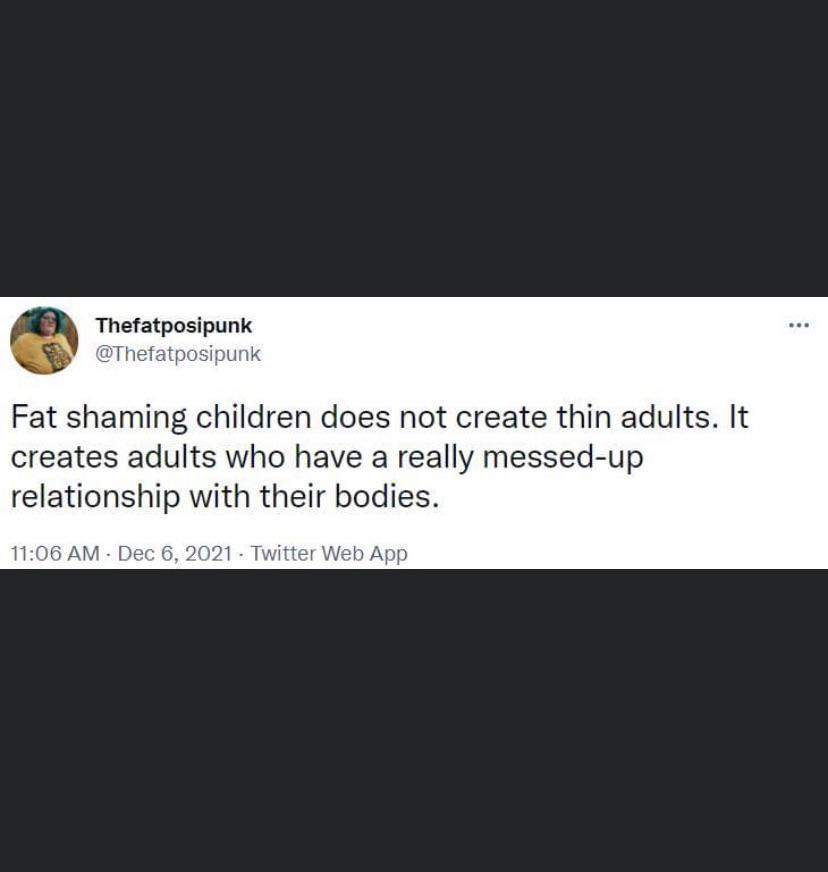 Thefatposipunk
@Thefatposipunk
Fat shaming children does not create thin adults. It
creates adults who have a really messed-up
relationship with their bodies.
11:06 AM · Dec 6, 2021 · Twitter Web App